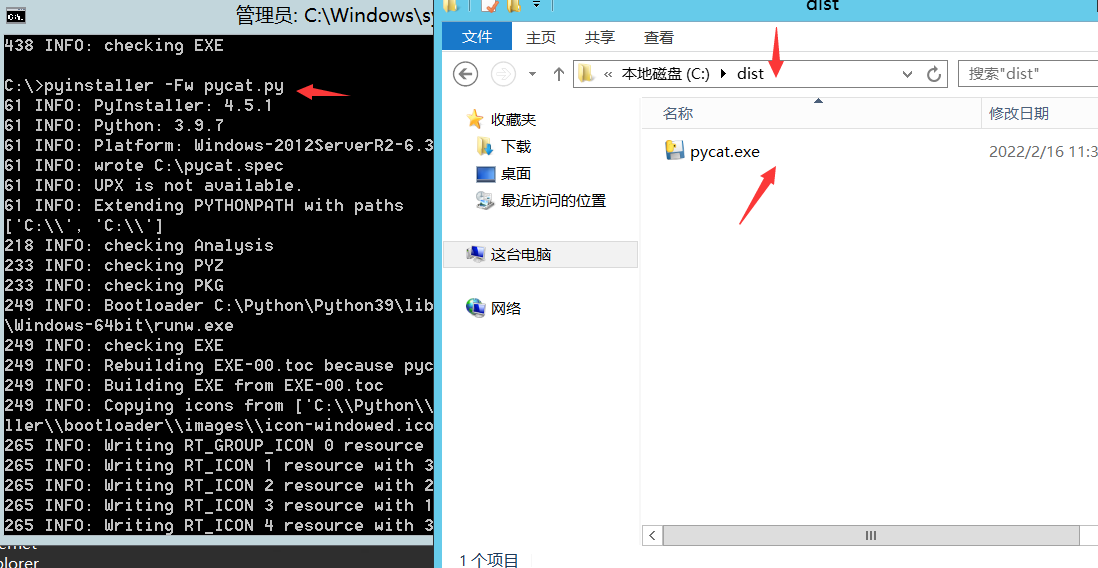 管理员: C:\Windows\sy
438 INFO: checking EXE
C:\>pyinstaller -Fw pycat.py
61 INFO: PyInstaller: 4.5.1
61 INFO: Python: 3.9.7
61 INFO: Platform: Windows-2012ServerR2-6.3
61 INFO: wrote C:\pycat.spec
61 INFO: UPX is not available.
61 INFO: Extending PYTHONPATH with paths
['C:\\', 'C:\\']
218 INFO: checking Analysis
233 INFO: checking PYZ
233 INFO: checking PKG
249 INFO: Bootloader C:\Python\Python39\lib
\Windows-64bit\runw.exe
249 INFO: checking EXE
249 INFO: Rebuilding EXE-00.toc because pyc
249 INFO: Building EXE from EXE-00.toc
249 INFO: Copying icons from ['C:\\Python\\
ller\\bootloader\\images\\icon-windowed.ico
265 INFO: Writing RT_GROUP_ICON 0 resource
265 INFO: Writing RT_ICON 1 resource with 3
265 INFO: Writing RT_ICON 2 resource with 2
265 INFO: Writing RT_ICON 3 resource with 1
265 INFO: Writing RT_ICON 4 resource with 3
plorer
dist
文件 主页 共享 查看
« 本地磁盘 (C:) dist
搜索"dist"
收藏夹
下载
桌面
最近访问的位置
这台电脑
网络
名称 修改日期
pycat.exe 2022/2/16 11:3
1 个项目